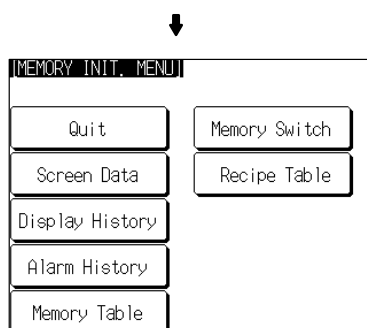 [MEMORY INIT. MENU]
Quit
Memory Switch
Screen Data
Recipe Table
Display History
Alarm History
Memory Table